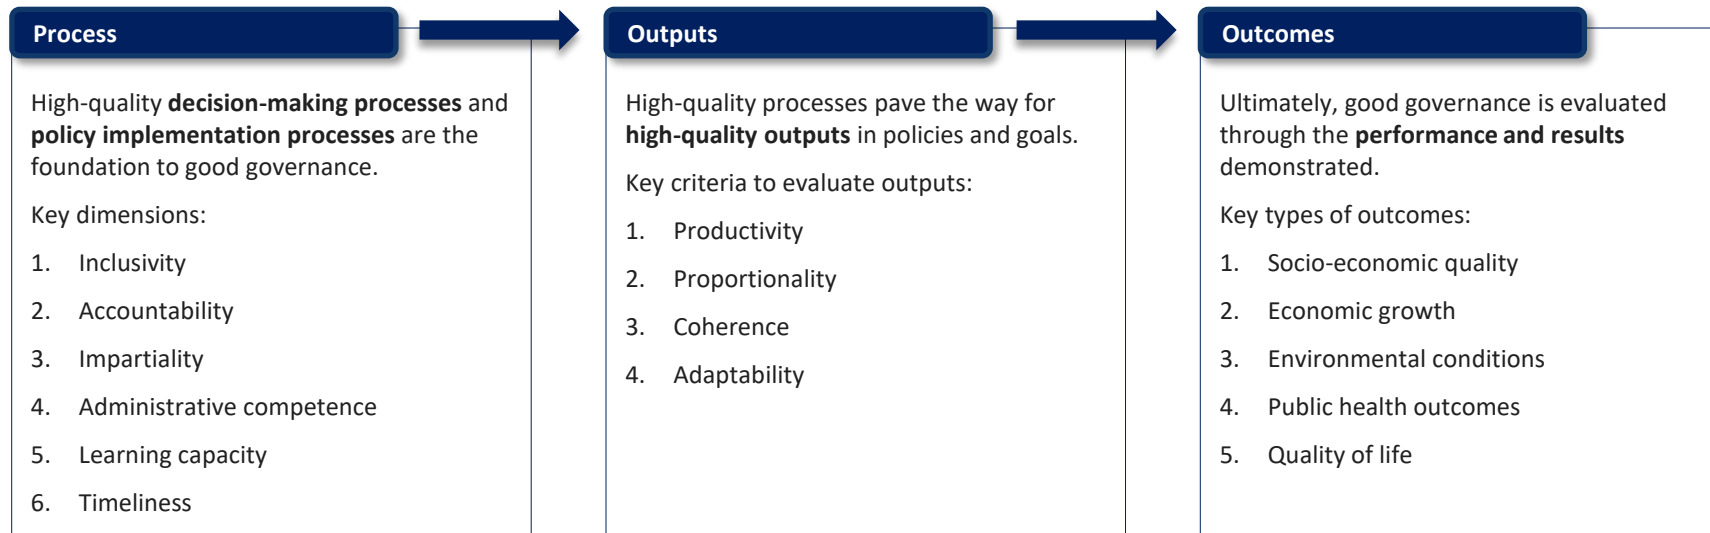 Process
High-quality decision-making processes and
policy implementation processes are the
foundation to good governance.
Key dimensions:
1. Inclusivity
2. Accountability
3. Impartiality
4. Administrative competence
5. Learning capacity
6. Timeliness
Outputs
High-quality processes pave the way for
high-quality outputs in policies and goals.
Key criteria to evaluate outputs:
1. Productivity
2. Proportionality
3. Coherence
4. Adaptability
Outcomes
Ultimately, good governance is evaluated
through the performance and results
demonstrated.
Key types of outcomes:
1. Socio-economic quality
2. Economic growth
3. Environmental conditions
4. Public health outcomes
5. Quality of life